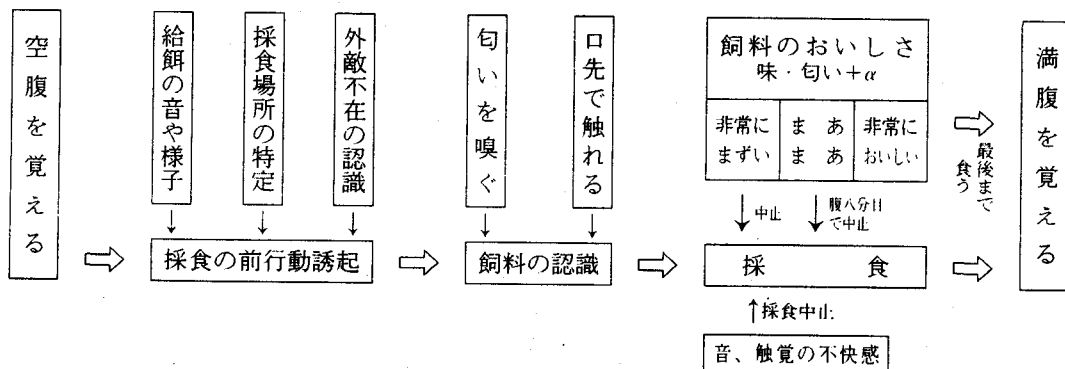 空腹を覚える
給餌の音や様子
採食場所の特定
外敵不在の認識
採食の前行動誘起
匂いを嗅ぐ
口先で触れる
飼料の認識
飼料のおいしさ
味・匂い+α
非常に
まずい
まあ
まあ
非常に
おいしい
中止
腹八分目
で中止
採食
採食中止
音、触覚の不快感
最後まで
食う
満腹を覚える